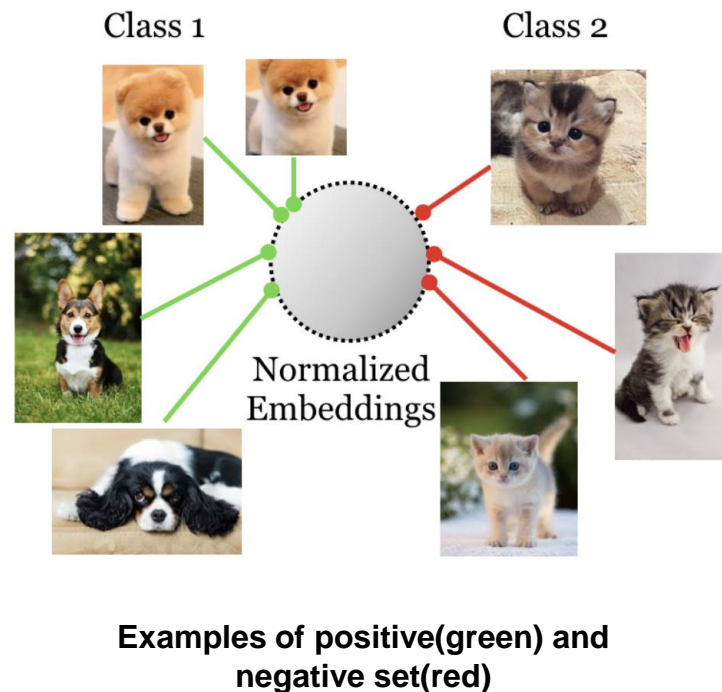 Class 1
Class 2
Normalized
Embeddings
Examples of positive(green) and
negative set(red)